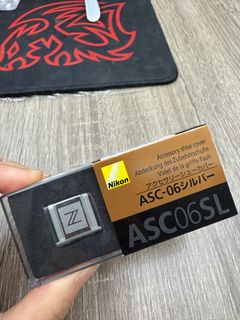 Nikon
Accessory shoe cover
Abdeckung des Zubehörschuhs
Volet de la griffe flash
アクセサリーシューカバー
ASC-06シルバー
ASC06SL
Z